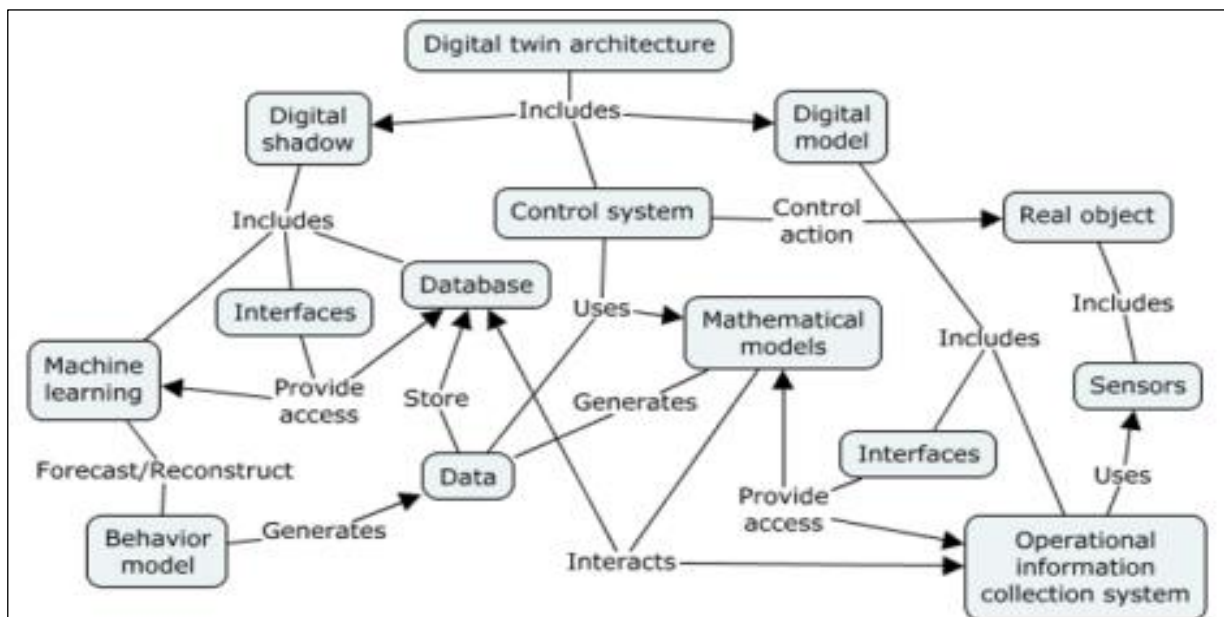 Digital twin architecture
Digital
shadow
Includes
Digital
model
Includes
Control system
Control
action
Real object
Database
Interfaces
Uses
Mathematical
models
Includes
Includes
Machine
learning
Provide
access
Store
Generates
Sensors
Forecast/Reconstruct
Data
Interfaces
Uses
Provide
access
Behavior
model
Generates
Interacts
Operational
information
collection system